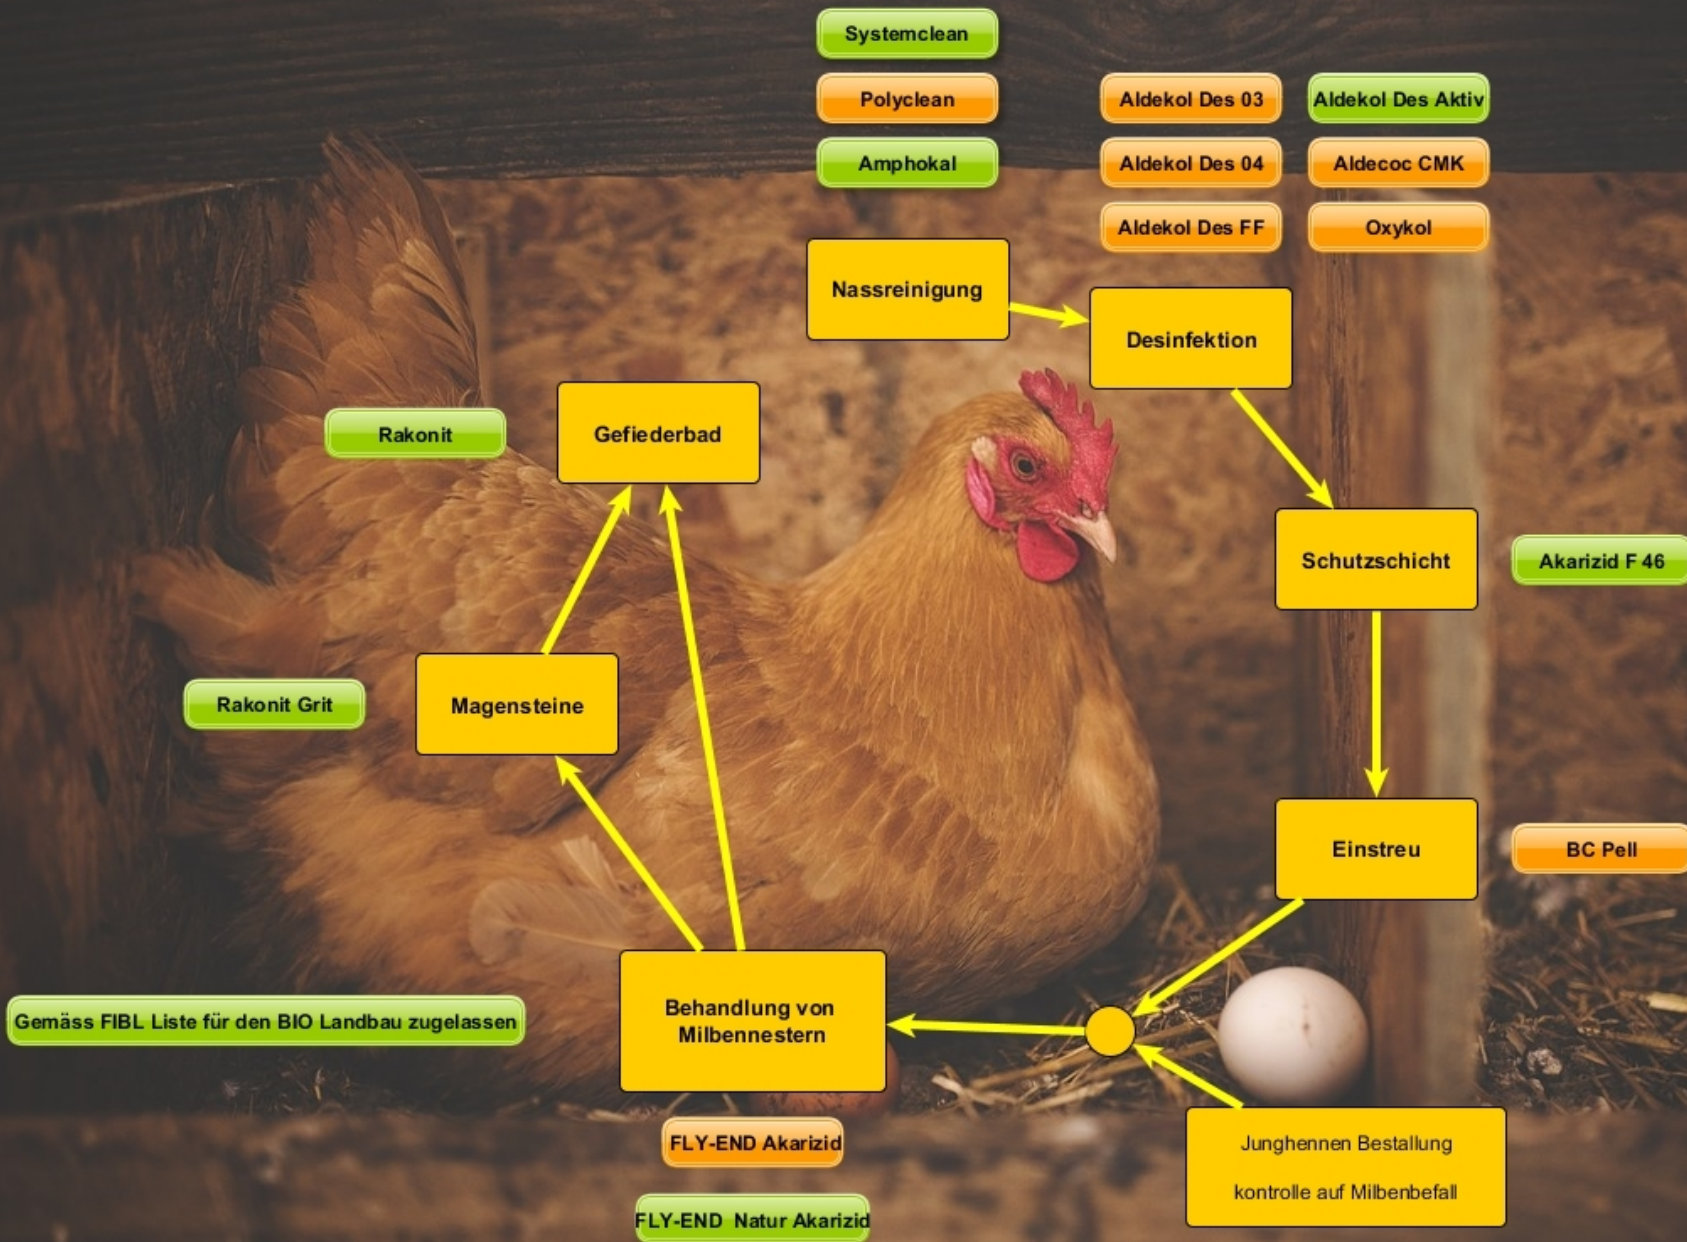 Systemclean
Polyclean
Aldekol Des 03
Aldekol Des Aktiv
Amphokal
Aldekol Des 04
Aldecoc CMK
Aldekol Des FF
Oxykol
Nassreinigung
Desinfektion
Rakonit
Gefiederbad
Schutzschicht
Akarizid F 46
Rakonit Grit
Magensteine
Einstreu
BC Pell
Gemäss FIBL Liste für den BIO Landbau zugelassen
Behandlung von
Milbennestern
FLY-END Akarizid
FLY-END Natur Akarizid
Junghennen Bestallung
kontrolle auf Milbenbefall